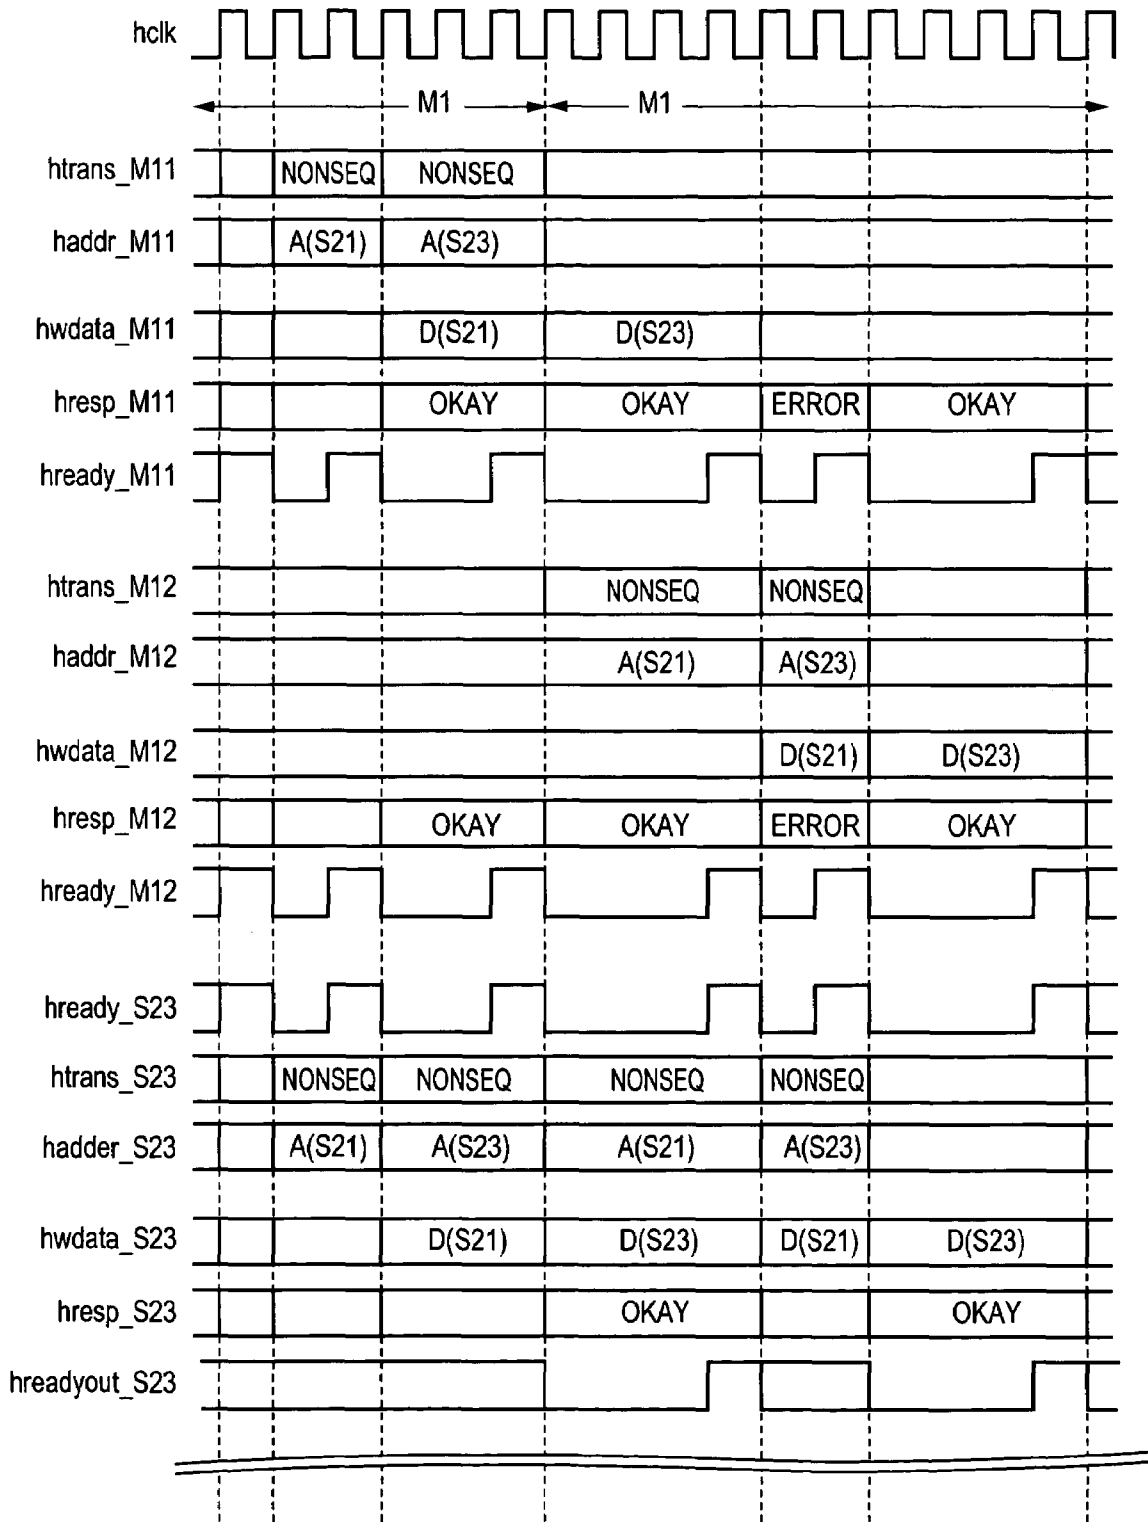 hclk
M1 M1
htrans_M11 NONSEQ NONSEQ
haddr_M11 A(S21) A(S23)
hwdata_M11 D(S21) D(S23)
hresp_M11 OKAY OKAY ERROR OKAY
hready_M11
htrans_M12 NONSEQ NONSEQ
haddr_M12 A(S21) A(S23)
hwdata_M12 D(S21) D(S23)
hresp_M12 OKAY OKAY ERROR OKAY
hready_M12
hready_S23
htrans_S23 NONSEQ NONSEQ NONSEQ NONSEQ
hadder_S23 A(S21) A(S23) A(S21) A(S23)
hwdata_S23 D(S21) D(S23) D(S21) D(S23)
hresp_S23 OKAY OKAY
hreadyout_S23